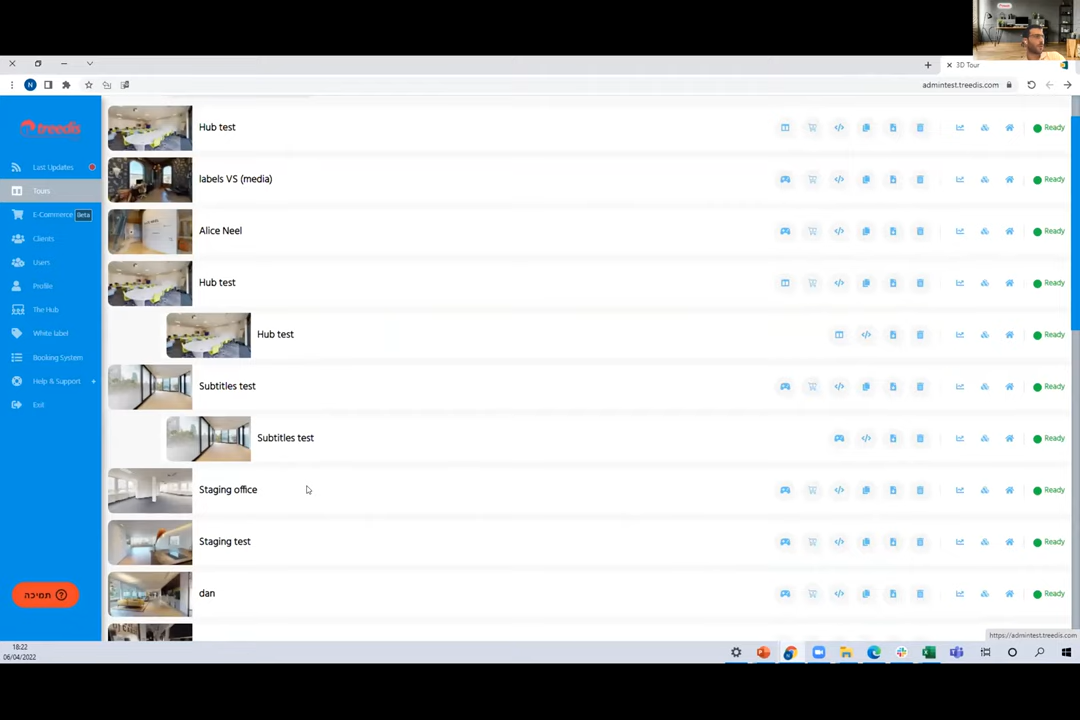 3D Tour
N
admintest.treedis.com
treedis
Last Updates
Tours
E-Commerce Beta
Clients
Users
Profile
The Hub
White label
Booking System
Help & Support +
Exit
תמיכה
Hub test Ready
labels VS (media) Ready
Alice Neel Ready
Hub test Ready
Hub test Ready
Subtitles test Ready
Subtitles test Ready
Staging office Ready
Staging test Ready
dan Ready
https://admintest.treedis.com
18:22
06/04/2022